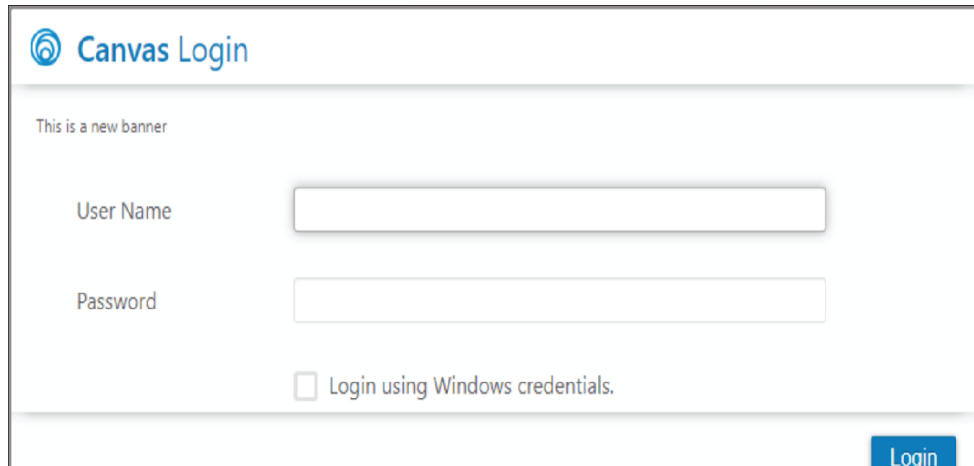 Canvas Login
This is a new banner
User Name
Password
Login using Windows credentials.
Login